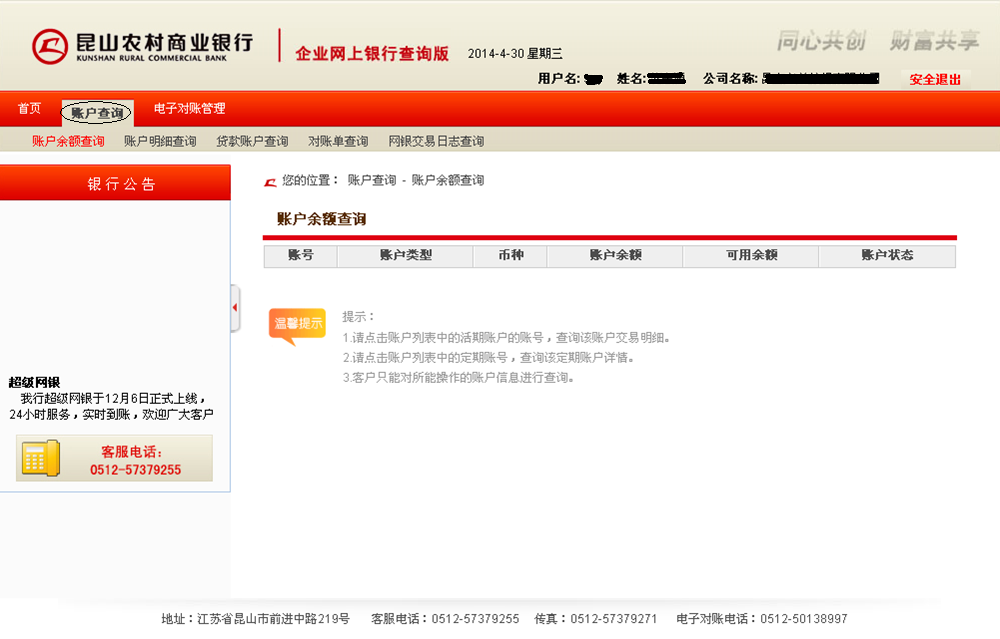 昆山农村商业银行
KUNSHAN RURAL COMMERCIAL BANK
企业网上银行查询版 2014-4-30 星期三
同心共创 财富共享
用户名: 姓名: 公司名称: 安全退出
首页 账户查询 电子对账管理
账户余额查询 账户明细查询 贷款账户查询 对账单查询 网银交易日志查询
银行公告
您的位置： 账户查询 - 账户余额查询
账户余额查询
账号 账户类型 币种 账户余额 可用余额 账户状态
温馨提示
提示：
1.请点击账户列表中的活期账户的账号，查询该账户交易明细。
2.请点击账户列表中的定期账号，查询该定期账户详情。
3.客户只能对所能操作的账户信息进行查询。
超级网银
我行超级网银于12月6日正式上线，
24小时服务，实时到账，欢迎广大客户
客服电话:
0512-57379255
地址：江苏省昆山市前进中路219号 客服电话：0512-57379255 传真：0512-57379271 电子对账电话：0512-50138997